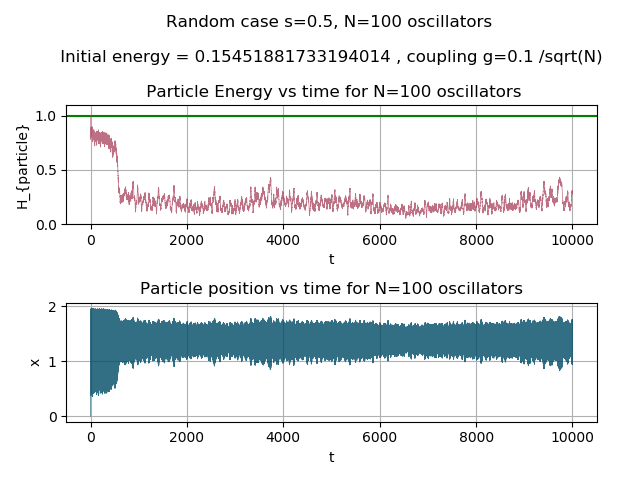 Random case s=0.5, N=100 oscillators
Initial energy = 0.15451881733194014 , coupling g=0.1 /sqrt(N)
Particle Energy vs time for N=100 oscillators
H_{particle}
1.0
0.5
0.0
0 2000 4000 6000 8000 10000
t
Particle position vs time for N=100 oscillators
x
2
1
0
0 2000 4000 6000 8000 10000
t